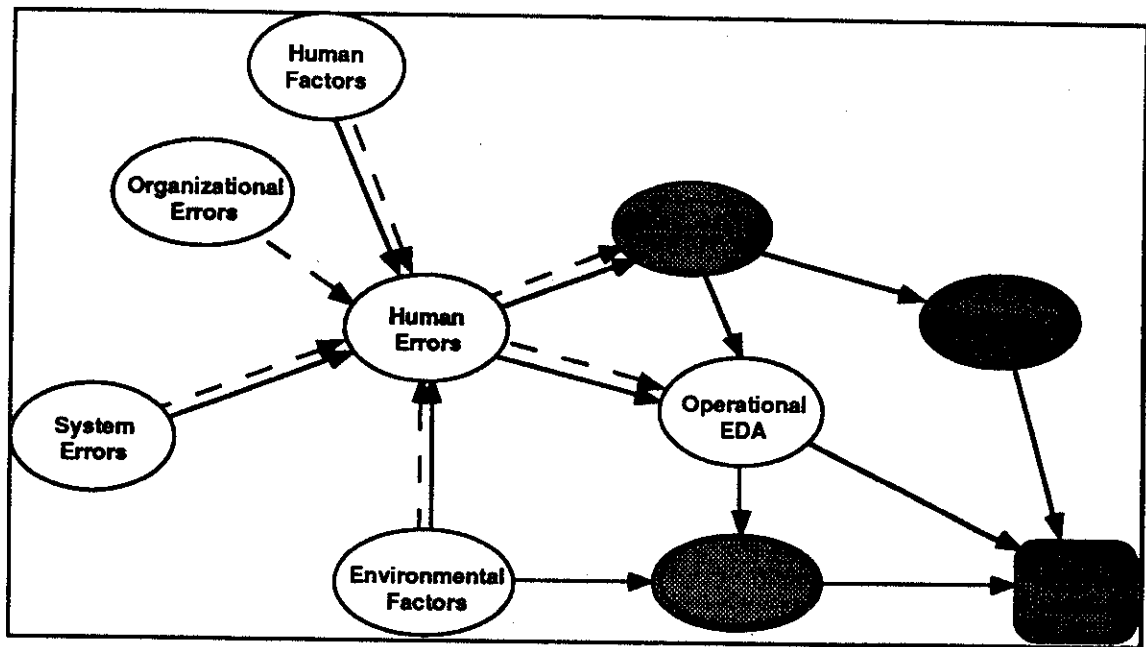 Human
Factors
Organizational
Errors
Human
Errors
System
Errors
Operational
EDA
Environmental
Factors